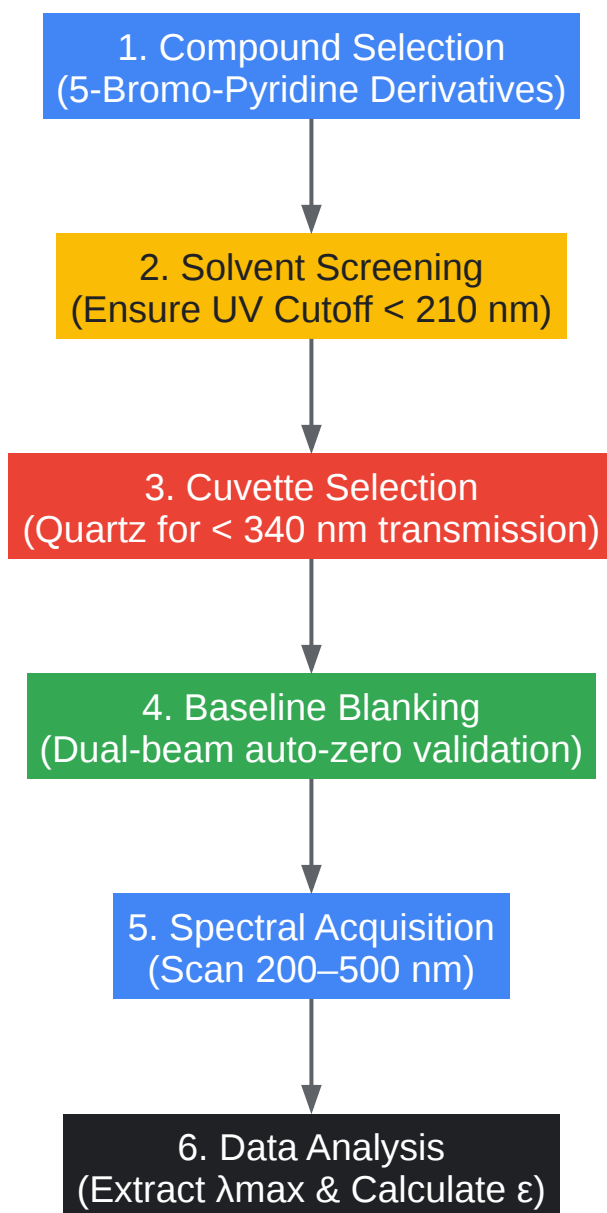 1. Compound Selection
(5-Bromo-Pyridine Derivatives)
2. Solvent Screening
(Ensure UV Cutoff < 210 nm)
3. Cuvette Selection
(Quartz for < 340 nm transmission)
4. Baseline Blanking
(Dual-beam auto-zero validation)
5. Spectral Acquisition
(Scan 200–500 nm)
6. Data Analysis
(Extract λmax & Calculate ε)